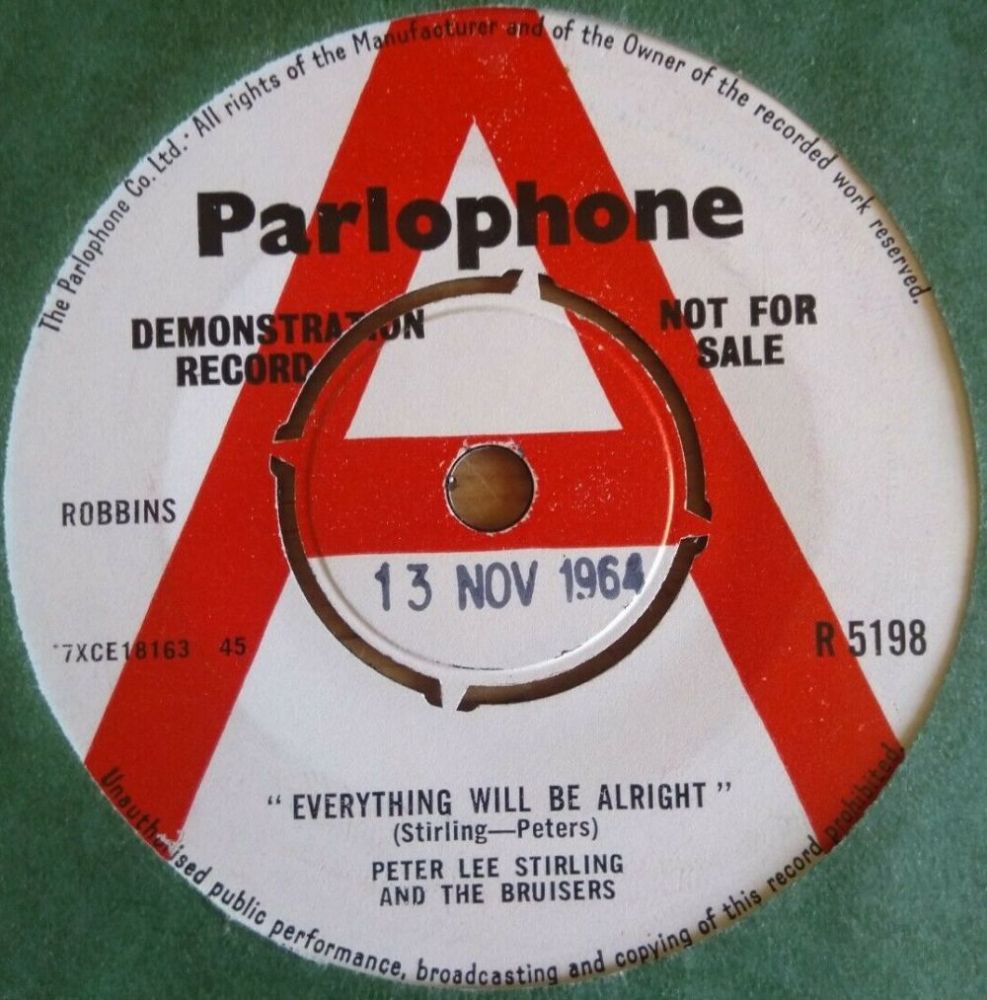 The Parlophone Co. Ltd. · All rights of the Manufacturer and of the Owner of the recorded work reserved.
Parlophone
DEMONSTRATION
RECORD
NOT FOR
SALE
ROBBINS
13 NOV 1964
7XCE18163 45
R 5198
"EVERYTHING WILL BE ALRIGHT"
(Stirling—Peters)
PETER LEE STIRLING
AND THE BRUISERS
Unauthorised public performance, broadcasting and copying of this record prohibited
A